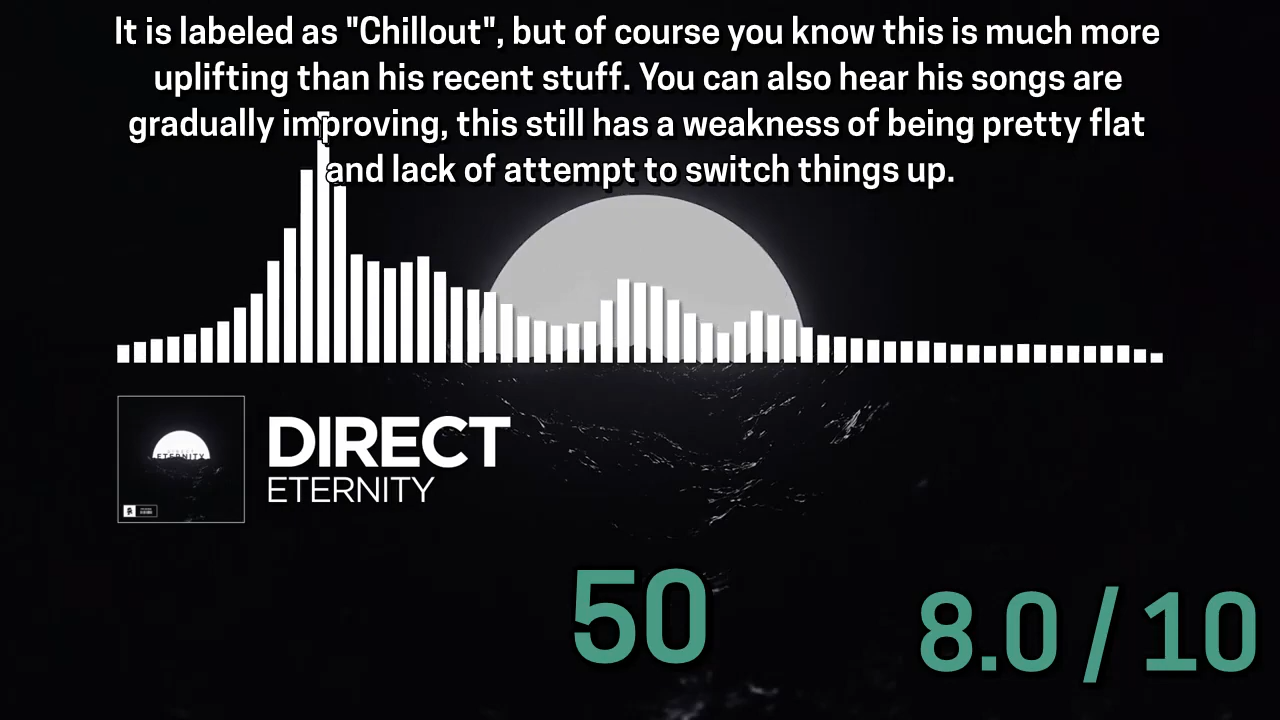 It is labeled as "Chillout", but of course you know this is much more
uplifting than his recent stuff. You can also hear his songs are
gradually improving, this still has a weakness of being pretty flat
and lack of attempt to switch things up.
ETERNITY
DIRECT
ETERNITY
50
8.0 / 10